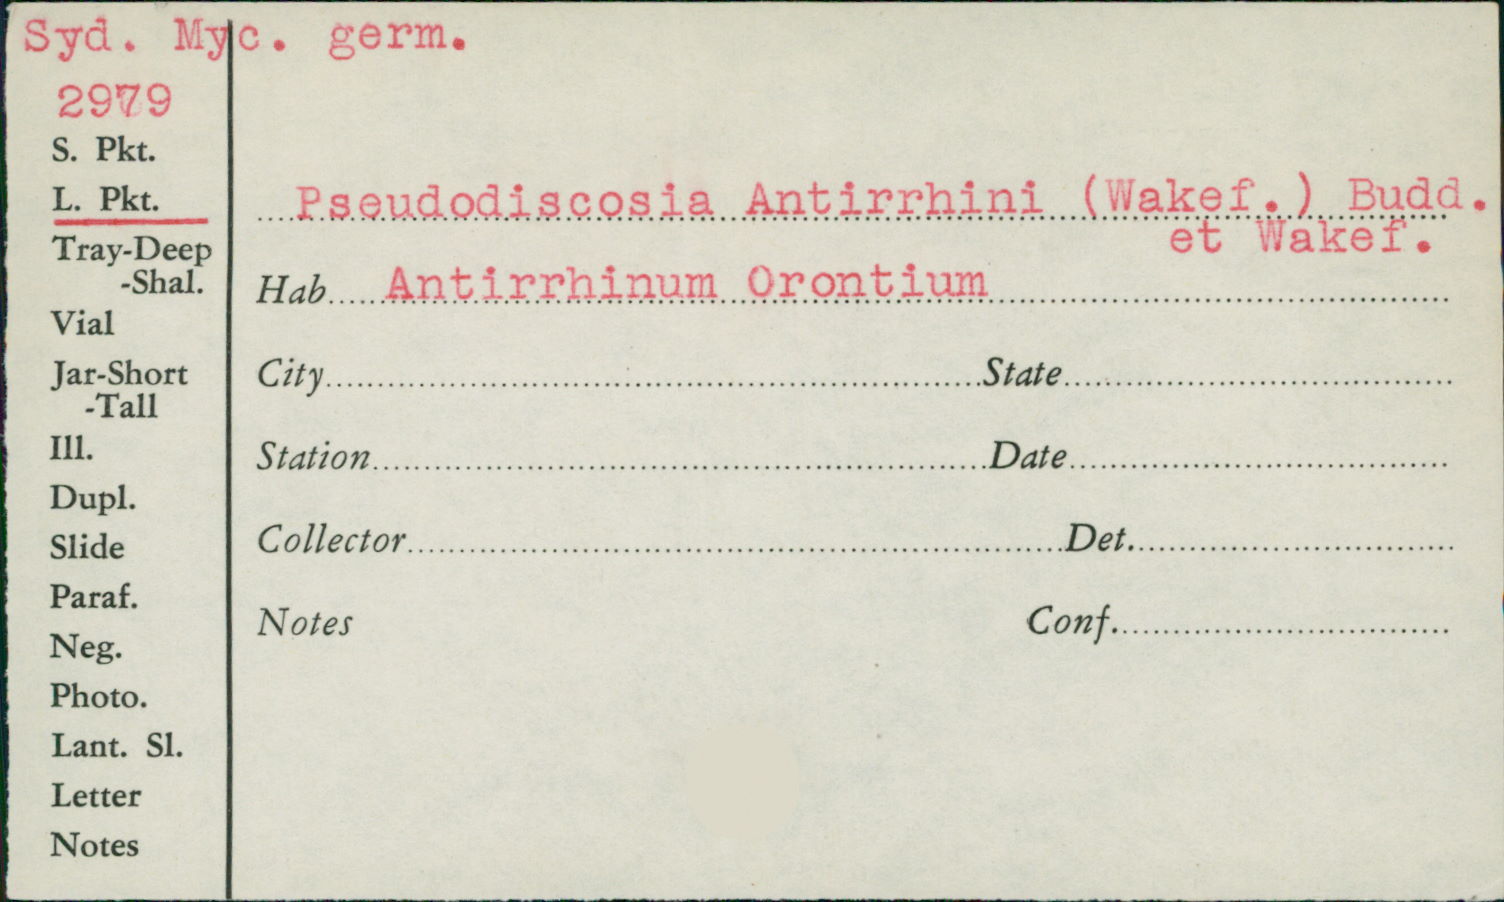 Syd. Myc. germ.
2979
S. Pkt.
L. Pkt.
Pseudodiscosia Antirrhini (Wakef.) Budd.
et Wakef.
Tray-Deep
-Shal.
Hab. Antirrhinum Orontium
Vial
Jar-Short
-Tall
City State
Ill.
Station Date
Dupl.
Slide
Collector Det.
Paraf.
Notes Conf.
Neg.
Photo.
Lant. Sl.
Letter
Notes